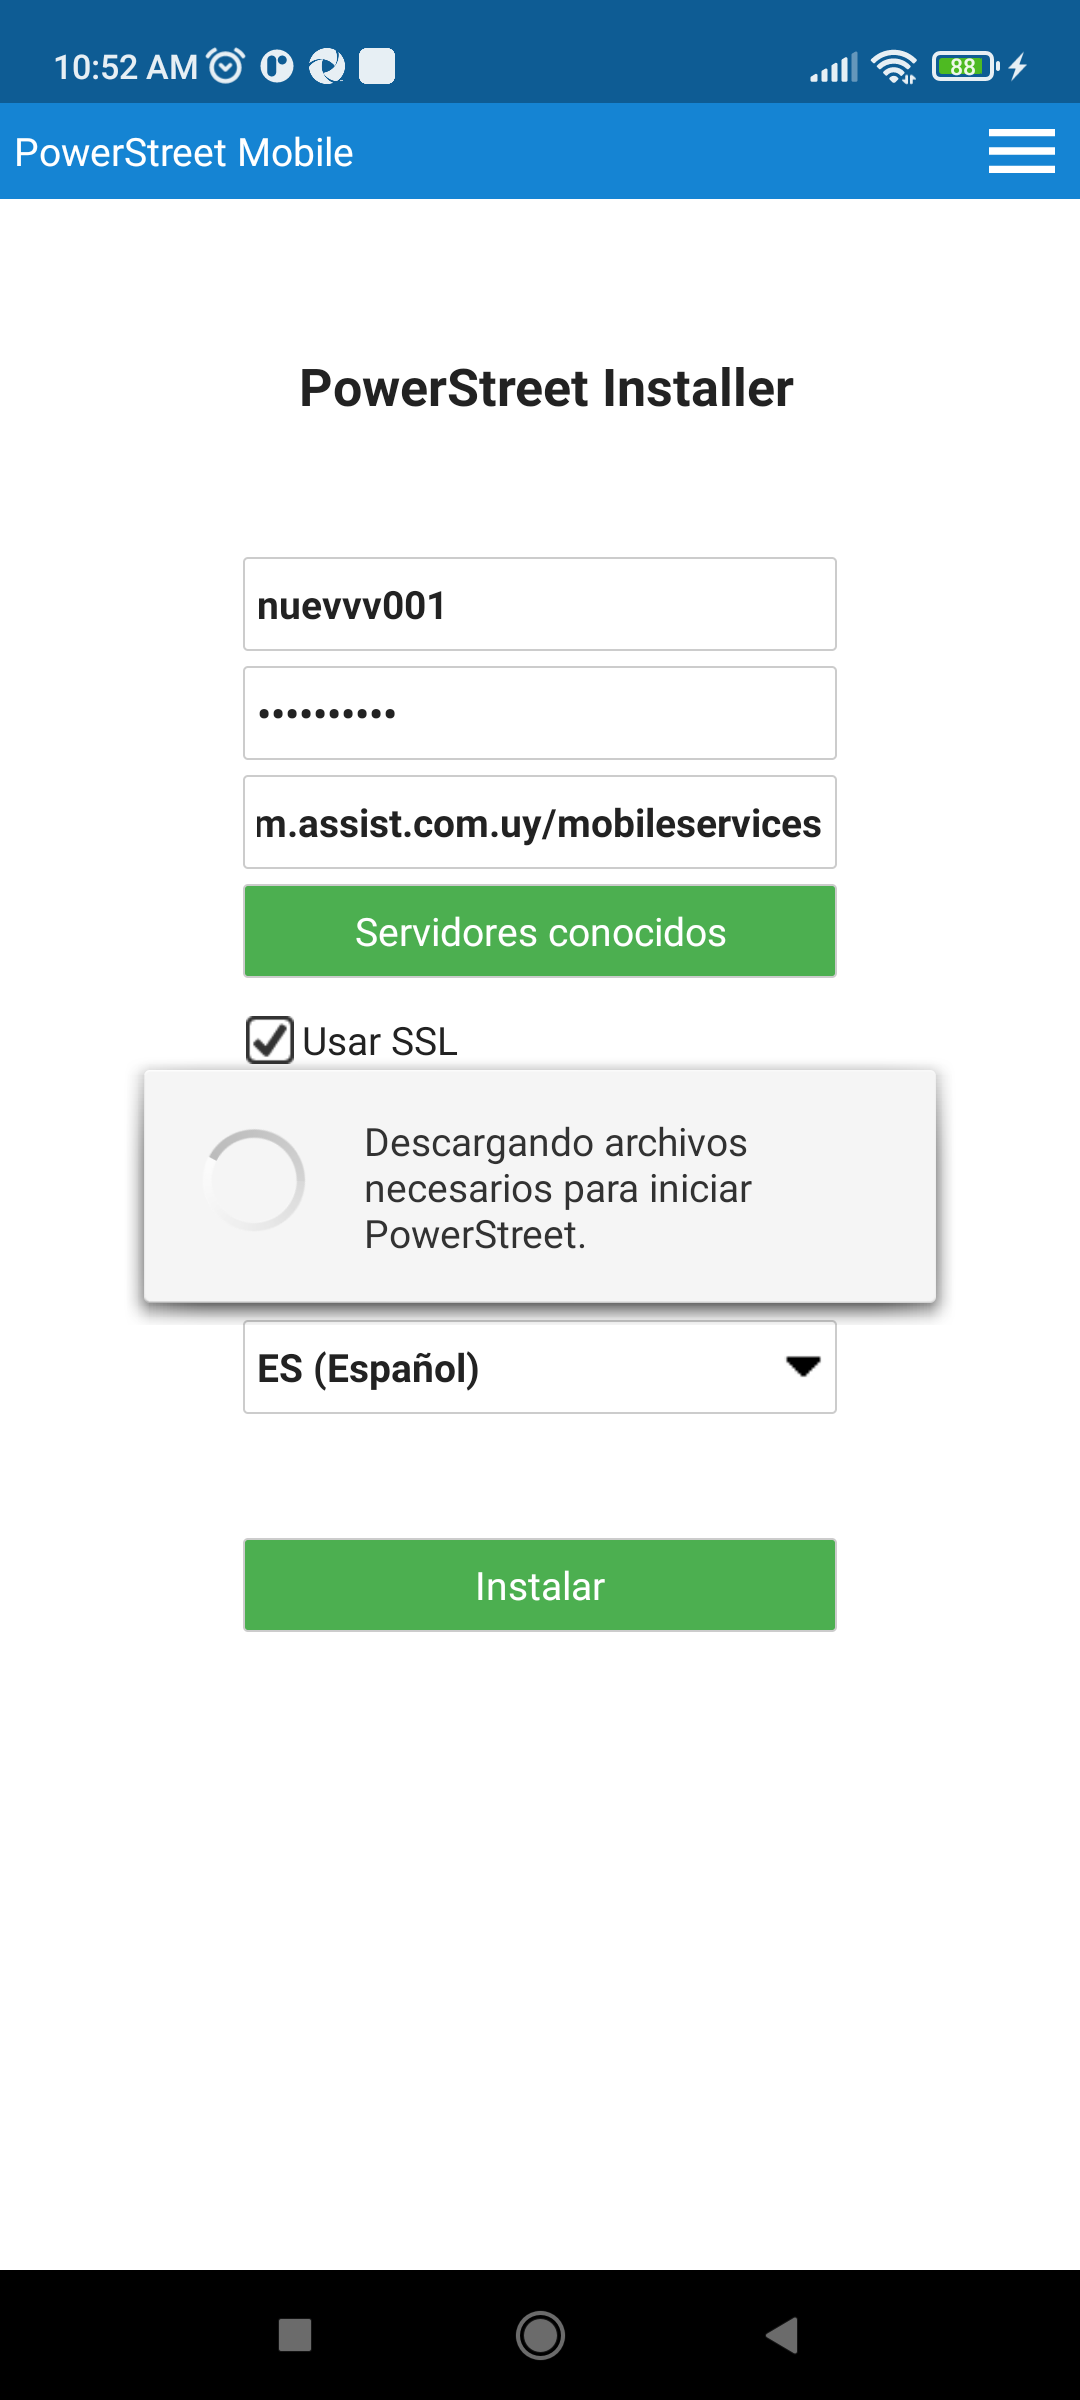 10:52 AM
88
PowerStreet Mobile
PowerStreet Installer
nuevvv001
••••••••••
m.assist.com.uy/mobileservices
Servidores conocidos
Usar SSL
Descargando archivos
necesarios para iniciar
PowerStreet.
ES (Español)
Instalar